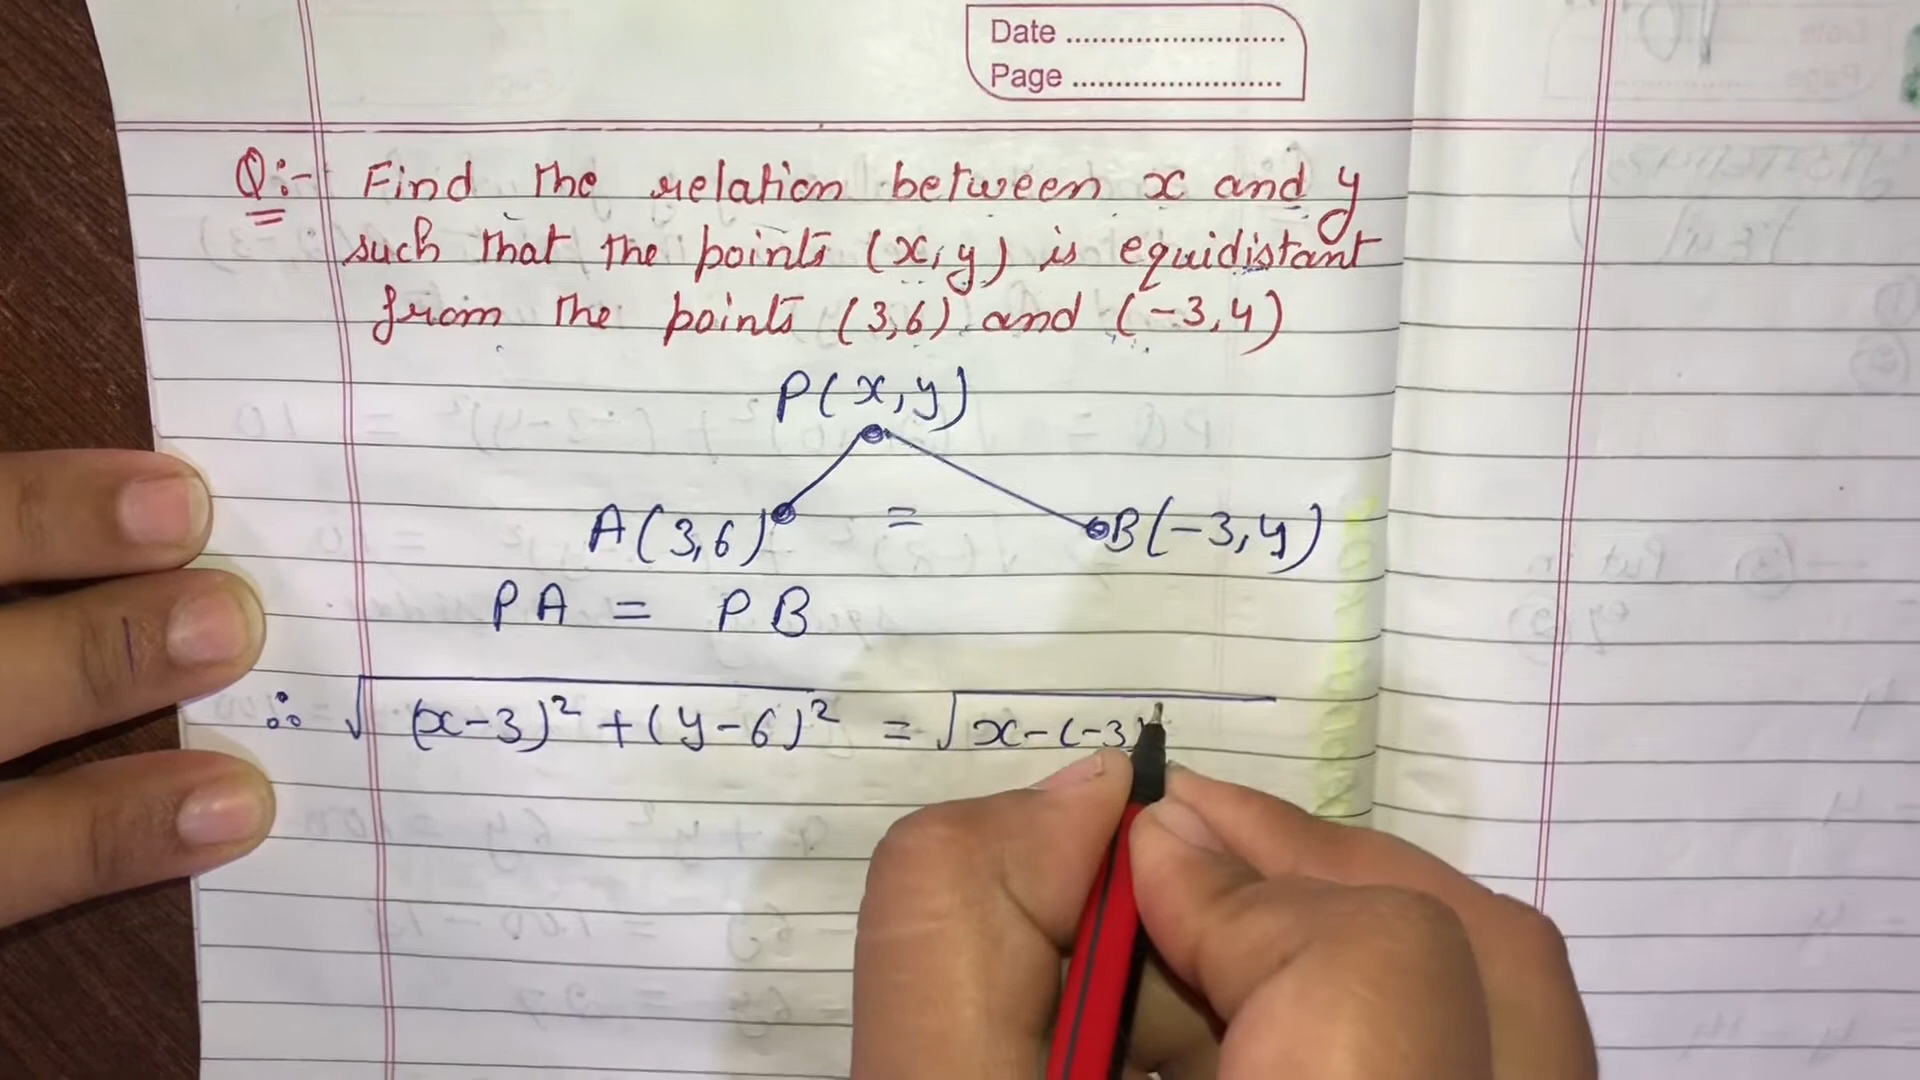 Date ........................
Page ........................
Q:- Find the relation between x and y
such that the points (x,y) is equidistant
from the points (3,6) and (-3,4)
P(x,y)
A(3,6) = B(-3,4)
PA = PB
∴ √(x-3)² + (y-6)² = √x-(-3)